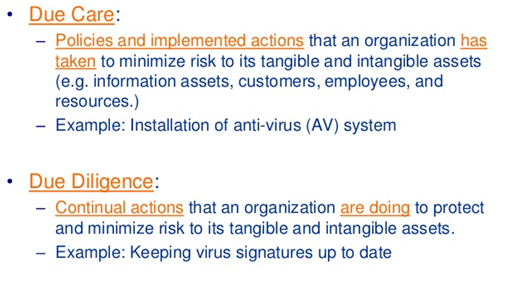 • Due Care:
– Policies and implemented actions that an organization has
taken to minimize risk to its tangible and intangible assets
(e.g. information assets, customers, employees, and
resources.)
– Example: Installation of anti-virus (AV) system
• Due Diligence:
– Continual actions that an organization are doing to protect
and minimize risk to its tangible and intangible assets.
– Example: Keeping virus signatures up to date